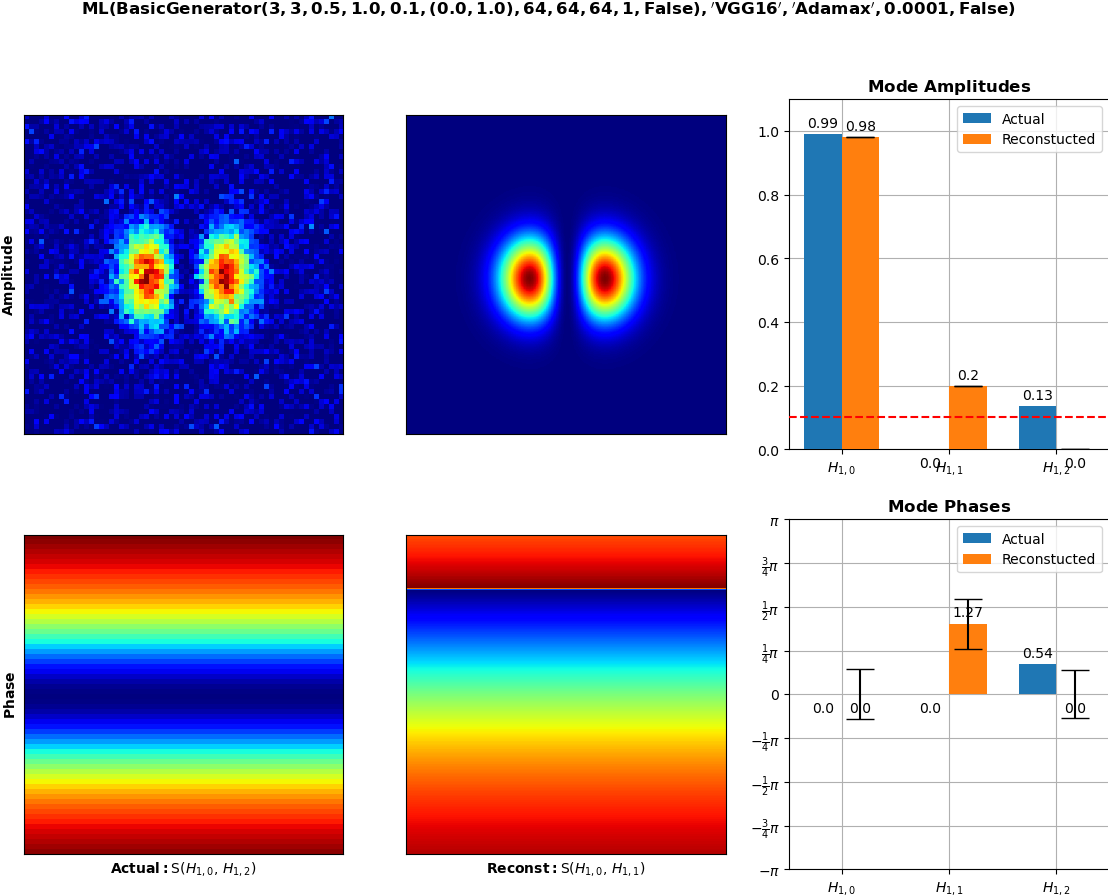 ML(BasicGenerator(3, 3, 0.5, 1.0, 0.1, (0.0, 1.0), 64, 64, 64, 1, False), ′VGG16′, ′Adamax′, 0.0001, False)
Amplitude
Mode Amplitudes
Actual
Reconstucted
1.0
0.8
0.6
0.4
0.2
0.0
0.99
0.98
0.0
0.2
0.13
0.0
H1,0
H1,1
H1,2
Phase
Actual: S(H1,0, H1,2)
Reconst: S(H1,0, H1,1)
Mode Phases
Actual
Reconstucted
π
3/4π
1/2π
1/4π
0
−1/4π
−1/2π
−3/4π
−π
0.0
0.0
0.0
1.27
0.54
0.0
H1,0
H1,1
H1,2